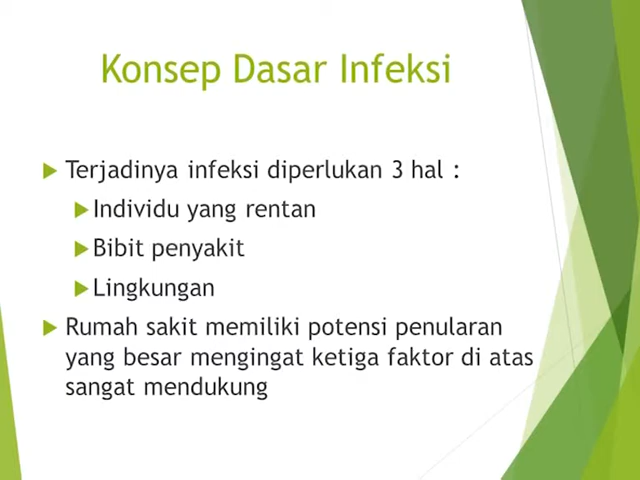 Konsep Dasar Infeksi
Terjadinya infeksi diperlukan 3 hal :
Individu yang rentan
Bibit penyakit
Lingkungan
Rumah sakit memiliki potensi penularan
yang besar mengingat ketiga faktor di atas
sangat mendukung